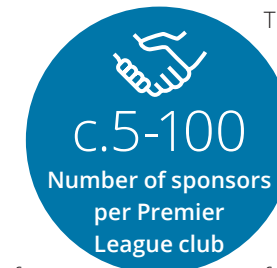 T
c.5-100
Number of sponsors
per Premier
League club